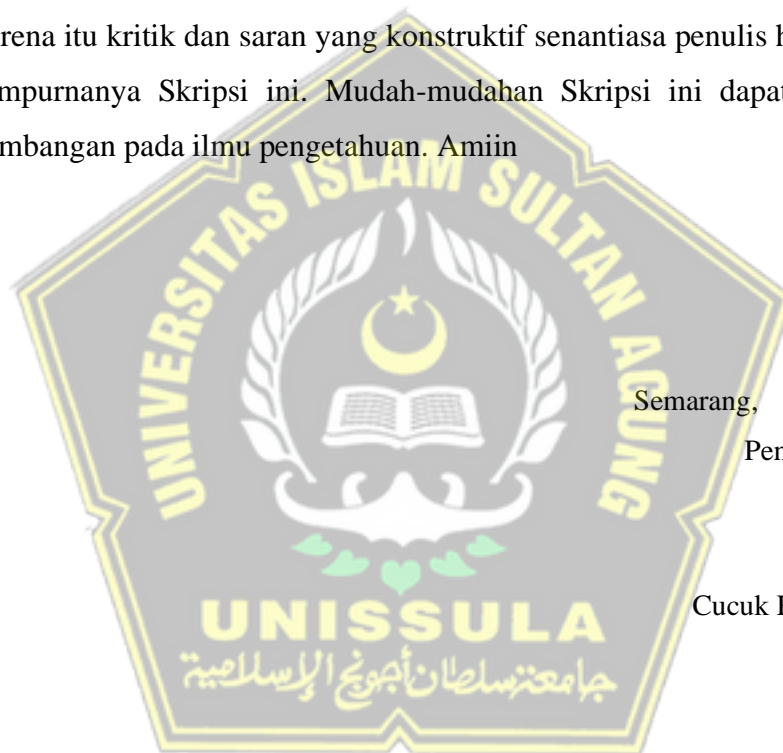 rena itu kritik dan saran yang konstruktif senantiasa penulis h
mpurnanya Skripsi ini. Mudah-mudahan Skripsi ini dapat
mbangan pada ilmu pengetahuan. Amiin
UNIVERSITAS ISLAM SULTAN AGUNG
Semarang,
Pen
Cucuk
UNISSULA
جامعة سلطان أجونج الإسلامية